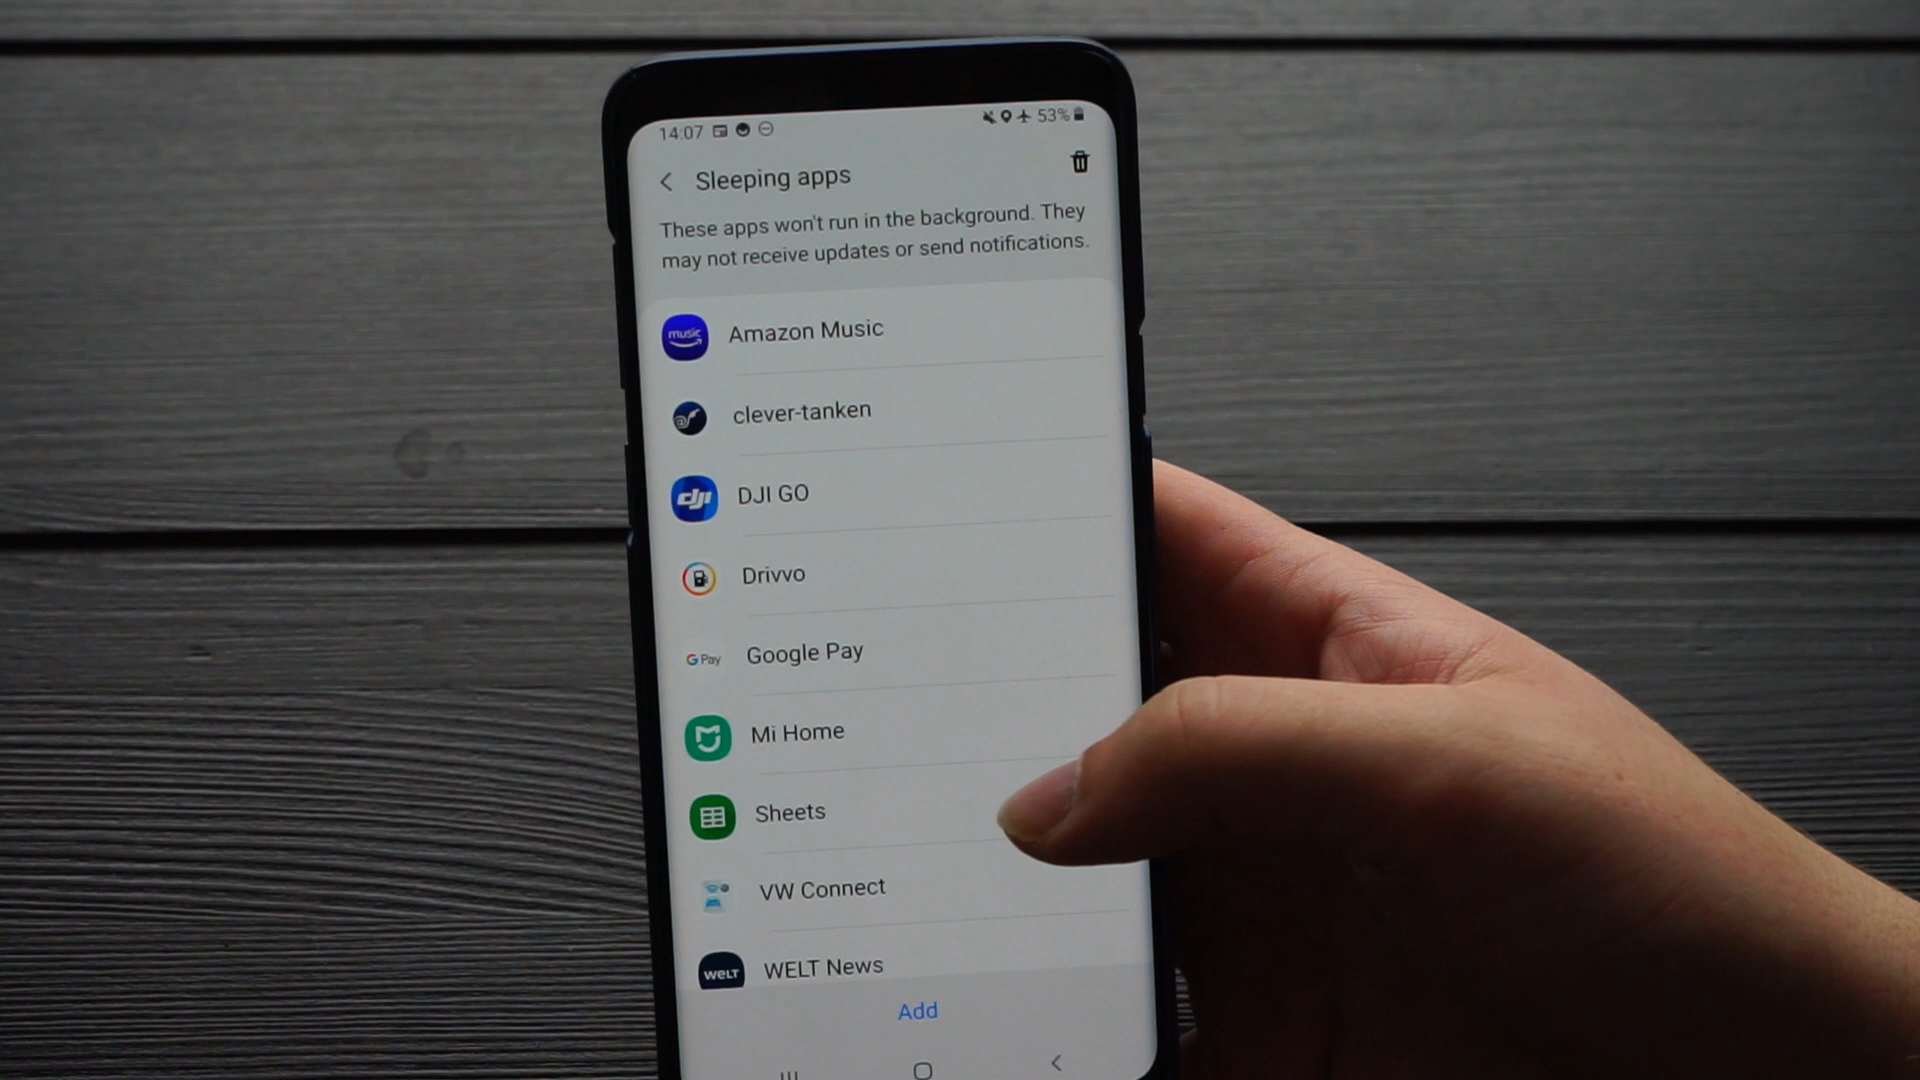 14:07 53%
Sleeping apps
These apps won't run in the background. They
may not receive updates or send notifications.
music Amazon Music
clever-tanken
dji DJI GO
Drivvo
G Pay Google Pay
Mi Home
Sheets
VW Connect
WELT WELT News
Add